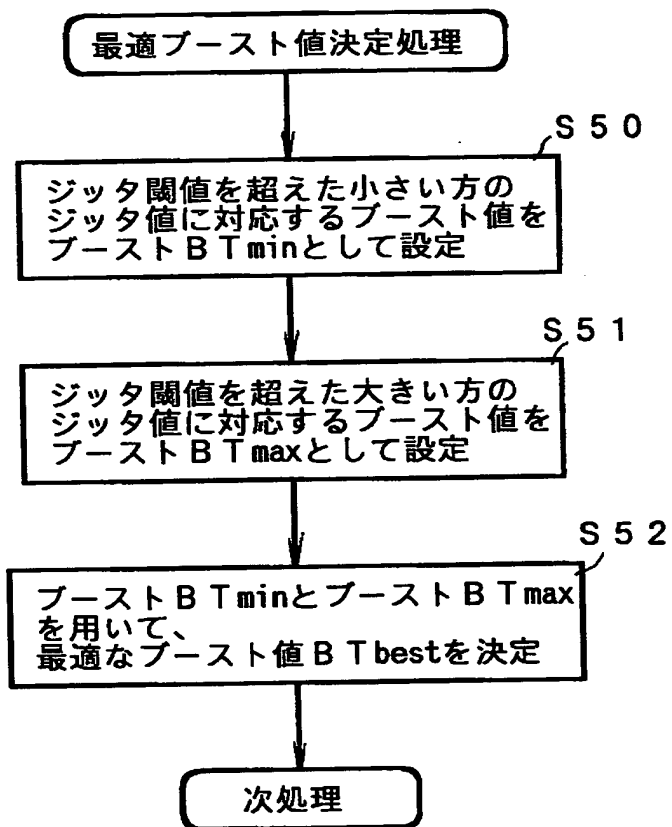 最適ブースト値決定処理
S50
ジッタ閾値を超えた小さい方の
ジッタ値に対応するブースト値を
ブーストBTminとして設定
S51
ジッタ閾値を超えた大きい方の
ジッタ値に対応するブースト値を
ブーストBTmaxとして設定
S52
ブーストBTminとブーストBTmax
を用いて、
最適なブースト値BTbestを決定
次処理